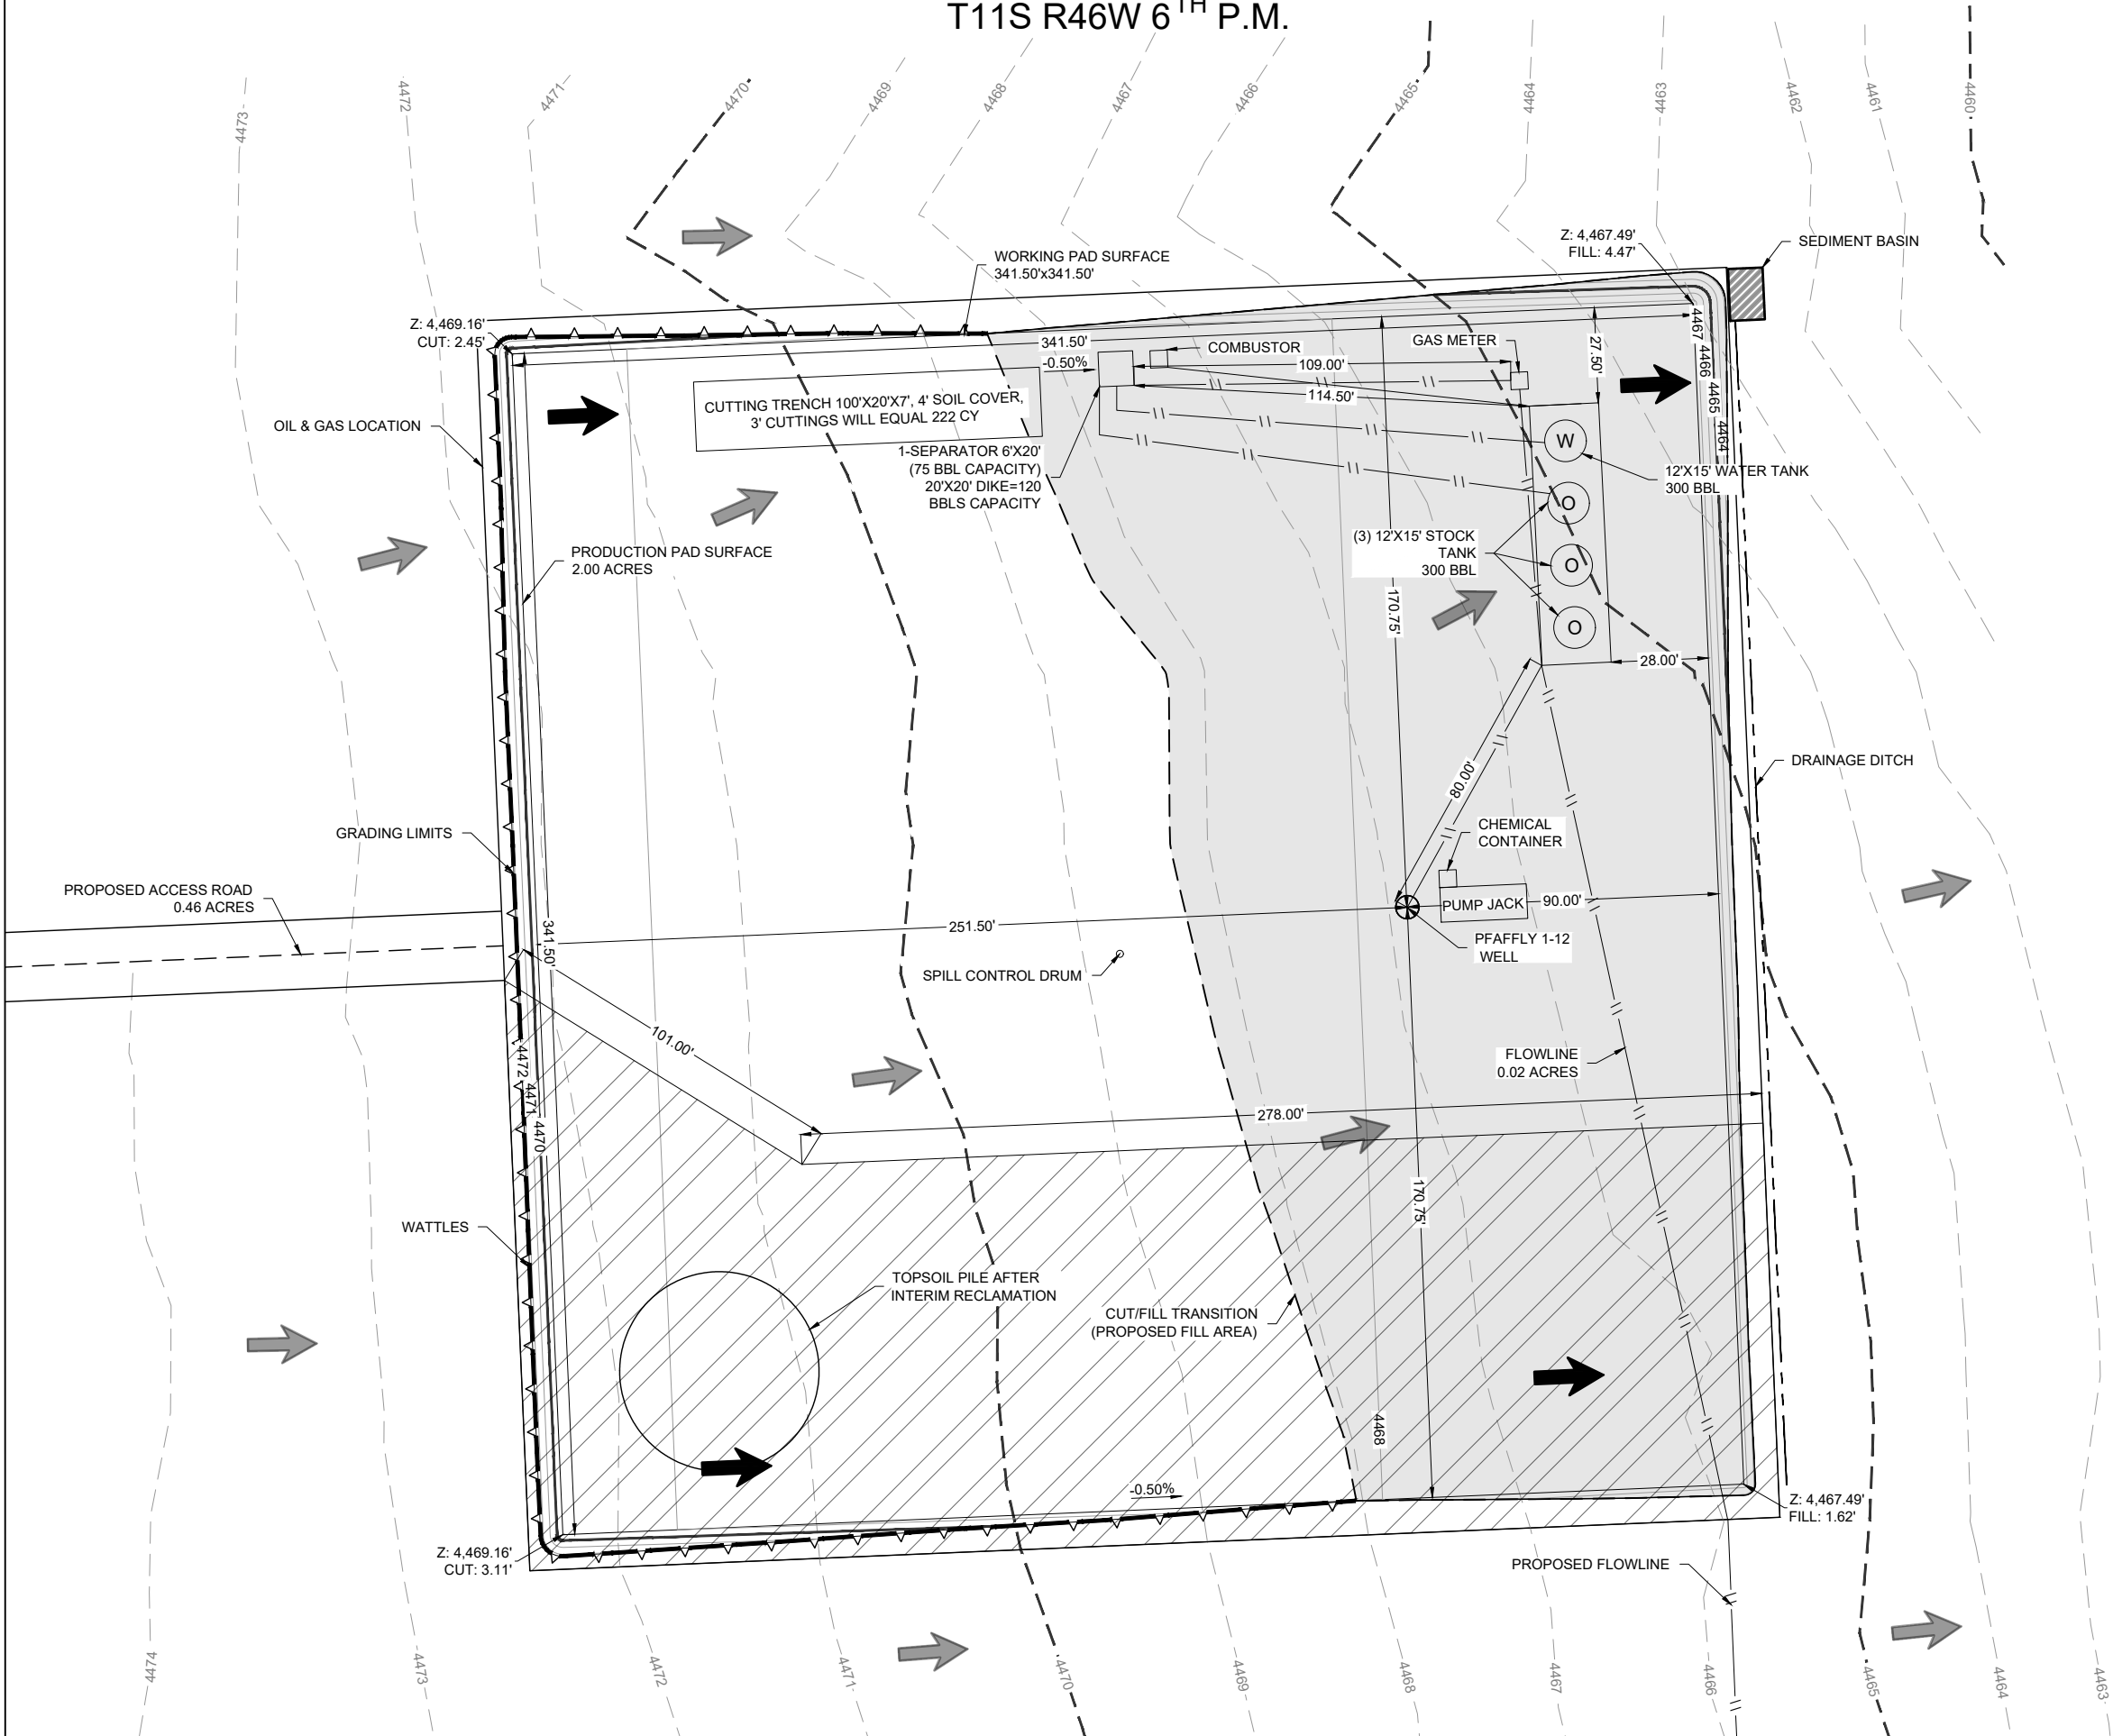 T11S R46W 6TH P.M.
4473
4472
4471
4470
4469
4468
4467
4466
4465
4464
4463
4462
4461
4460
Z: 4,467.49'
FILL: 4.47'
SEDIMENT BASIN
WORKING PAD SURFACE
341.50'x341.50'
Z: 4,469.16'
CUT: 2.45'
341.50'
-0.50%
COMBUSTOR
109.00'
GAS METER
27.50'
4467
4466
4465
4464
114.50'
CUTTING TRENCH 100'X20'X7', 4' SOIL COVER,
3' CUTTINGS WILL EQUAL 222 CY
OIL & GAS LOCATION
1-SEPARATOR 6'X20'
(75 BBL CAPACITY)
20'X20' DIKE=120
BBLS CAPACITY
W
12'X15' WATER TANK
300 BBL
O
PRODUCTION PAD SURFACE
2.00 ACRES
(3) 12'X15' STOCK
TANK
300 BBL
O
O
170.75'
28.00'
DRAINAGE DITCH
80.00'
GRADING LIMITS
CHEMICAL
CONTAINER
PROPOSED ACCESS ROAD
0.46 ACRES
PUMP JACK
90.00'
251.50'
341.50'
PFAFFLY 1-12
WELL
SPILL CONTROL DRUM
101.00'
FLOWLINE
0.02 ACRES
4472
4471
4470
278.00'
170.75'
WATTLES
TOPSOIL PILE AFTER
INTERIM RECLAMATION
CUT/FILL TRANSITION
(PROPOSED FILL AREA)
4468
-0.50%
Z: 4,467.49'
FILL: 1.62'
Z: 4,469.16'
CUT: 3.11'
PROPOSED FLOWLINE
4474
4473
4472
4471
4470
4469
4468
4467
4466
4465
4464
4463